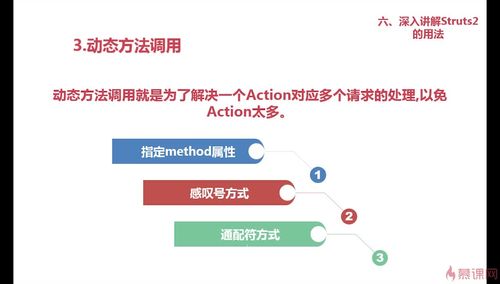 六、深入讲解Struts2
的用法
3.动态方法调用
动态方法调用就是为了解决一个Action对应多个请求的处理,以免
Action太多。
指定method属性
1
感叹号方式
2
通配符方式
3
慕课网